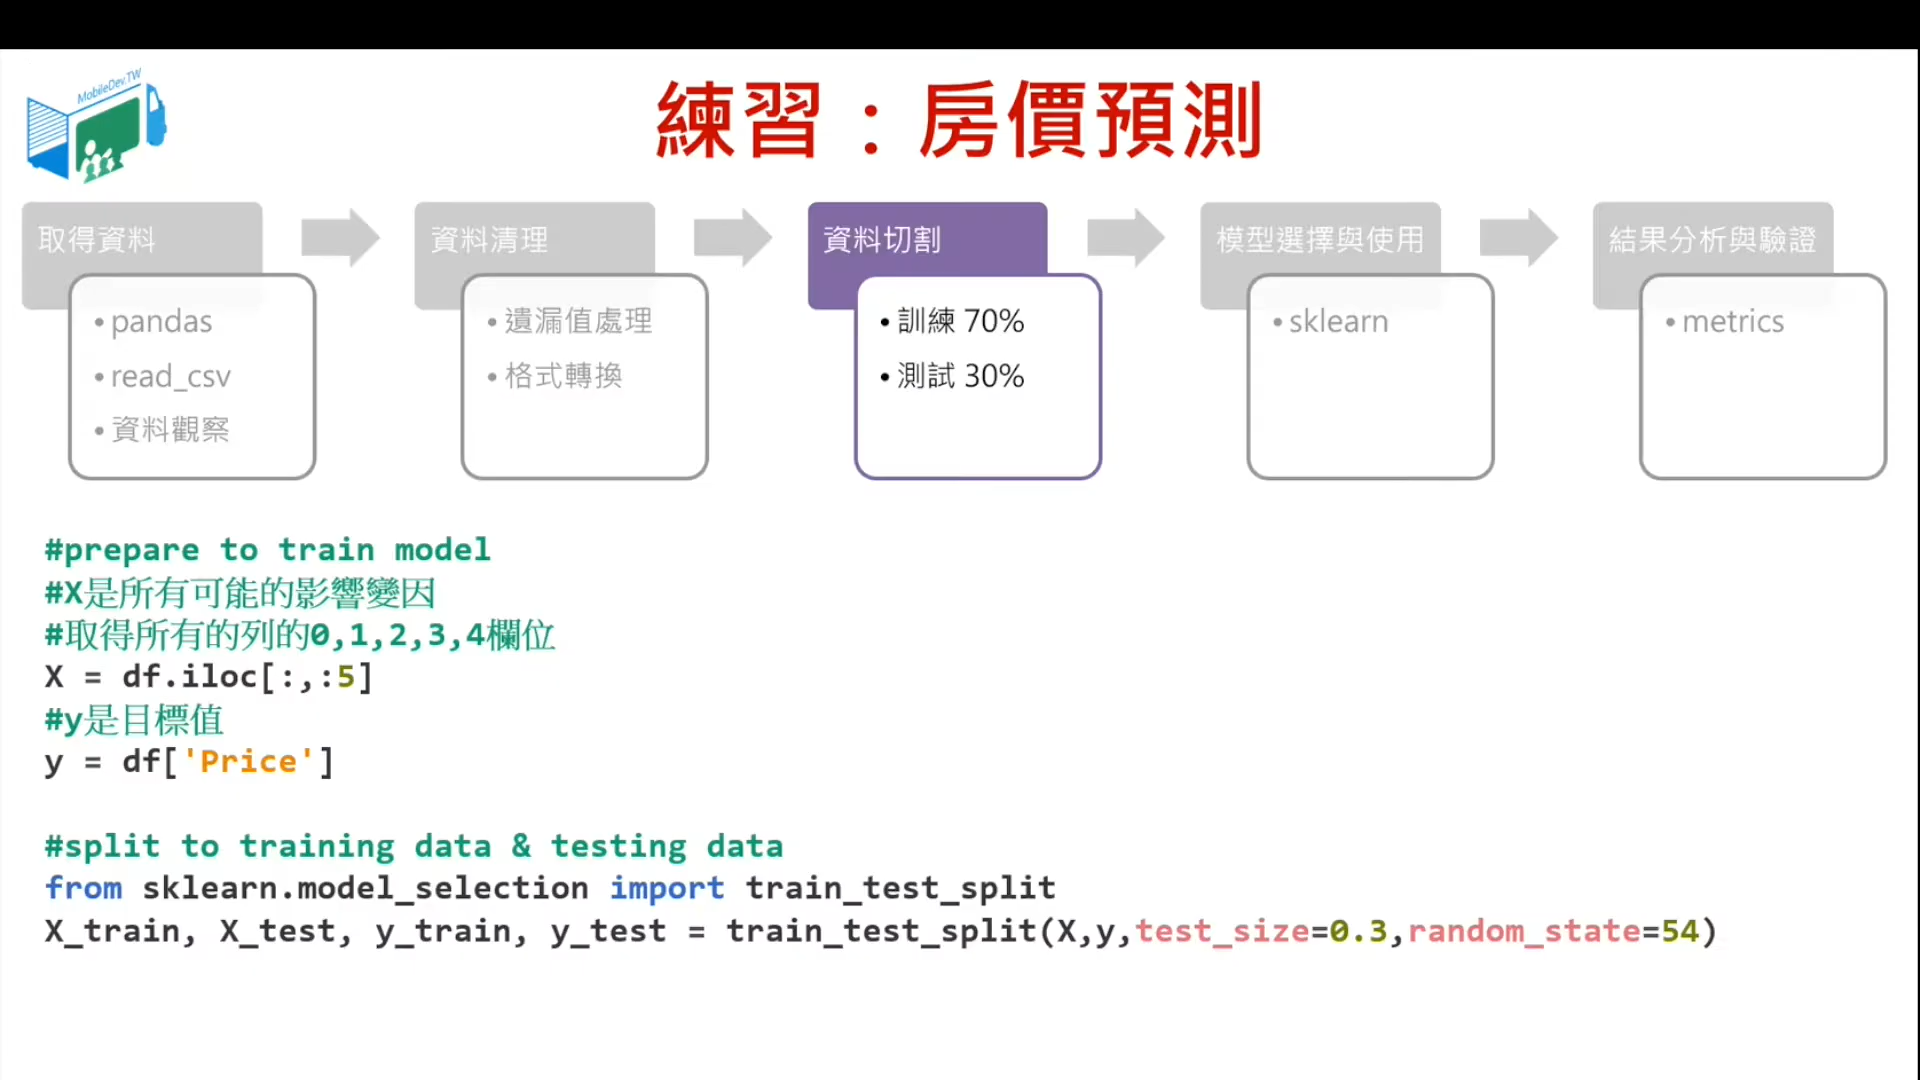 MobileDev.TW
練習：房價預測
取得資料
•pandas
•read_csv
•資料觀察
資料清理
•遺漏值處理
•格式轉換
資料切割
•訓練 70%
•測試 30%
模型選擇與使用
•sklearn
結果分析與驗證
•metrics
#prepare to train model
#X是所有可能的影響變因
#取得所有的列的0,1,2,3,4欄位
X = df.iloc[:,:5]
#y是目標值
y = df['Price']
#split to training data & testing data
from sklearn.model_selection import train_test_split
X_train, X_test, y_train, y_test = train_test_split(X,y,test_size=0.3,random_state=54)